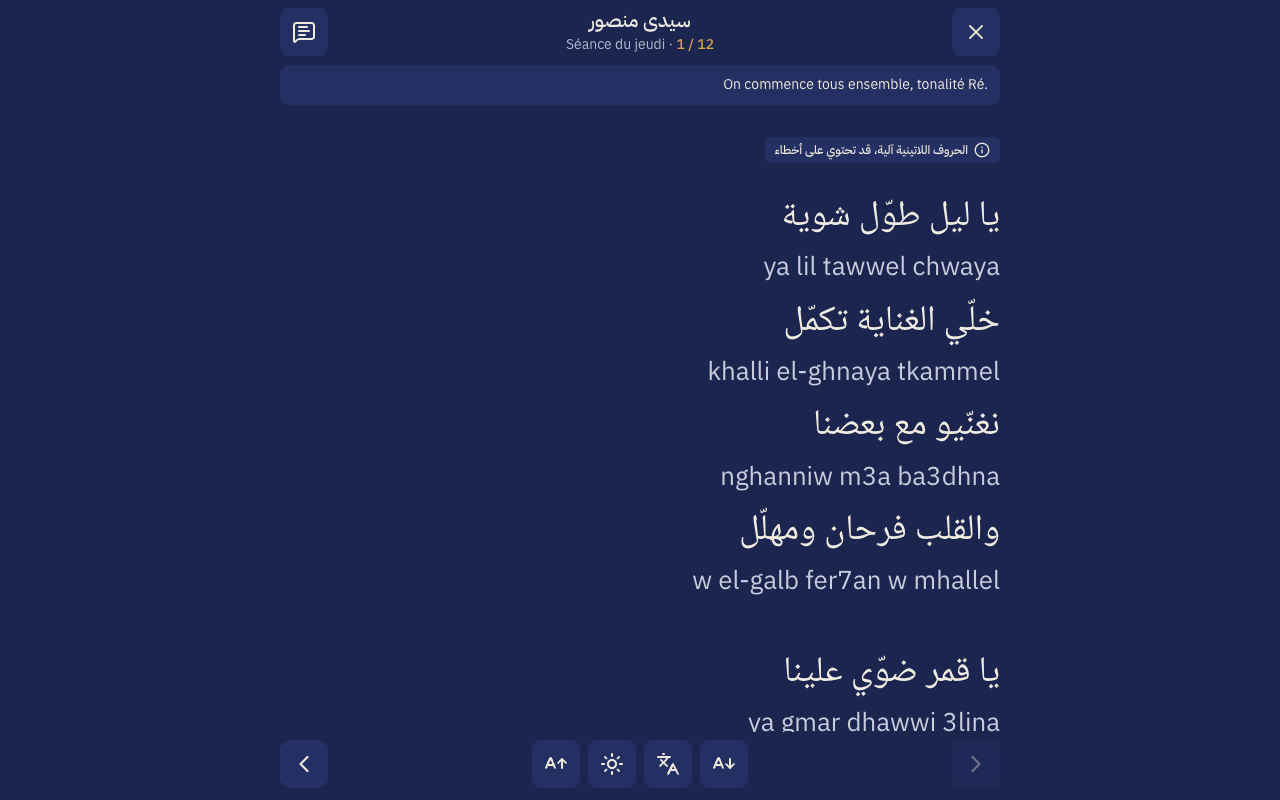 سيدي منصور
Séance du jeudi · 1 / 12
On commence tous ensemble, tonalité Ré.
الحروف اللاتينية آلية، قد تحتوي على أخطاء
يا ليل طوّل شوية
ya lil tawwel chwaya
خلّي الغناية تكمّل
khalli el-ghnaya tkammel
نغنّيو مع بعضنا
nghanniw m3a ba3dhna
والقلب فرحان ومهلّل
w el-galb fer7an w mhallel
يا قمر ضوّي علينا
ya gmar dhawwi 3lina
A↑
A↓